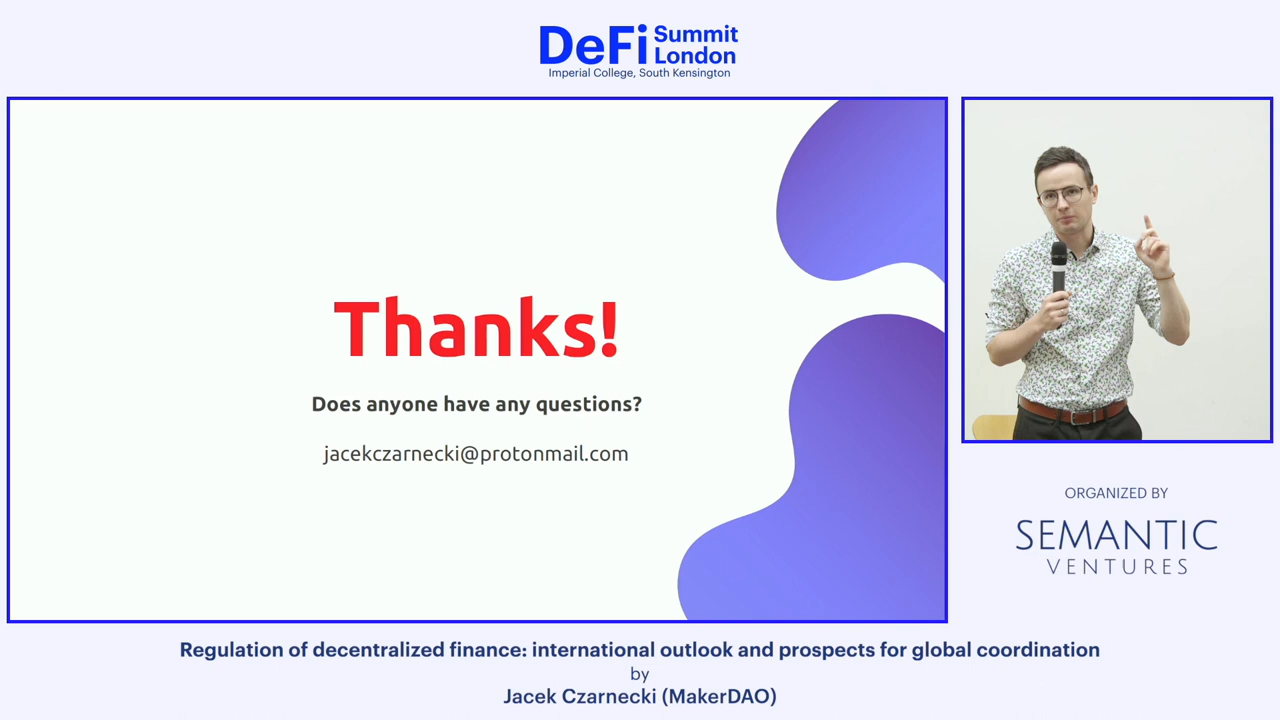 DeFi Summit
London
Imperial College, South Kensington
Thanks!
Does anyone have any questions?
jacekczarnecki@protonmail.com
ORGANIZED BY
SEMANTIC
VENTURES
Regulation of decentralized finance: international outlook and prospects for global coordination
by
Jacek Czarnecki (MakerDAO)